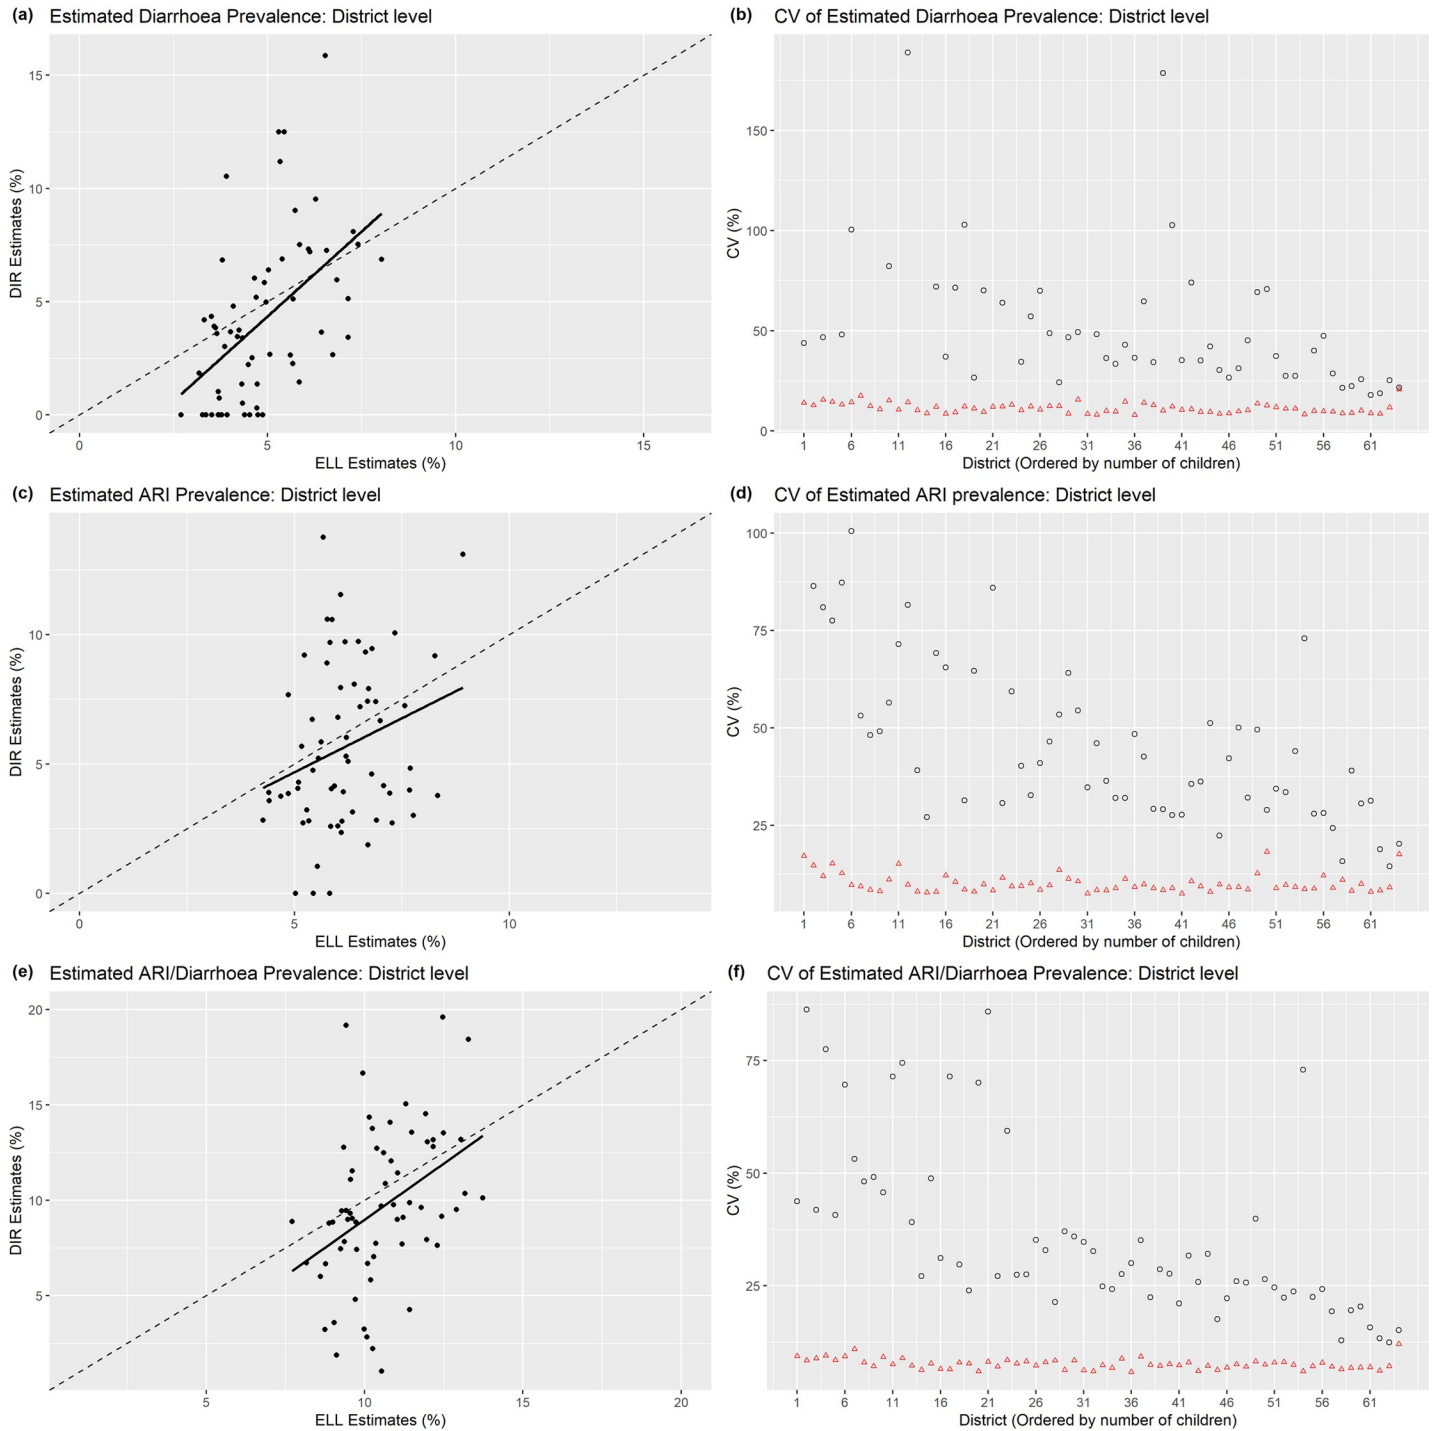 (a) Estimated Diarrhoea Prevalence: District level
DIR Estimates (%)
15
10
5
0
0 5 10 15
ELL Estimates (%)
(b) CV of Estimated Diarrhoea Prevalence: District level
CV (%)
150
100
50
0
1 6 11 16 21 26 31 36 41 46 51 56 61
District (Ordered by number of children)
(c) Estimated ARI Prevalence: District level
DIR Estimates (%)
10
5
0
0 5 10
ELL Estimates (%)
(d) CV of Estimated ARI prevalence: District level
CV (%)
100
75
50
25
1 6 11 16 21 26 31 36 41 46 51 56 61
District (Ordered by number of children)
(e) Estimated ARI/Diarrhoea Prevalence: District level
DIR Estimates (%)
20
15
10
5
5 10 15 20
ELL Estimates (%)
(f) CV of Estimated ARI/Diarrhoea Prevalence: District level
CV (%)
75
50
25
1 6 11 16 21 26 31 36 41 46 51 56 61
District (Ordered by number of children)